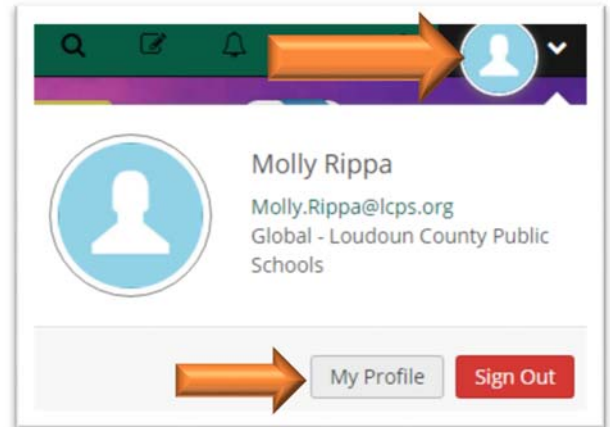 Molly Rippa
Molly.Rippa@lcps.org
Global - Loudoun County Public
Schools
My Profile
Sign Out